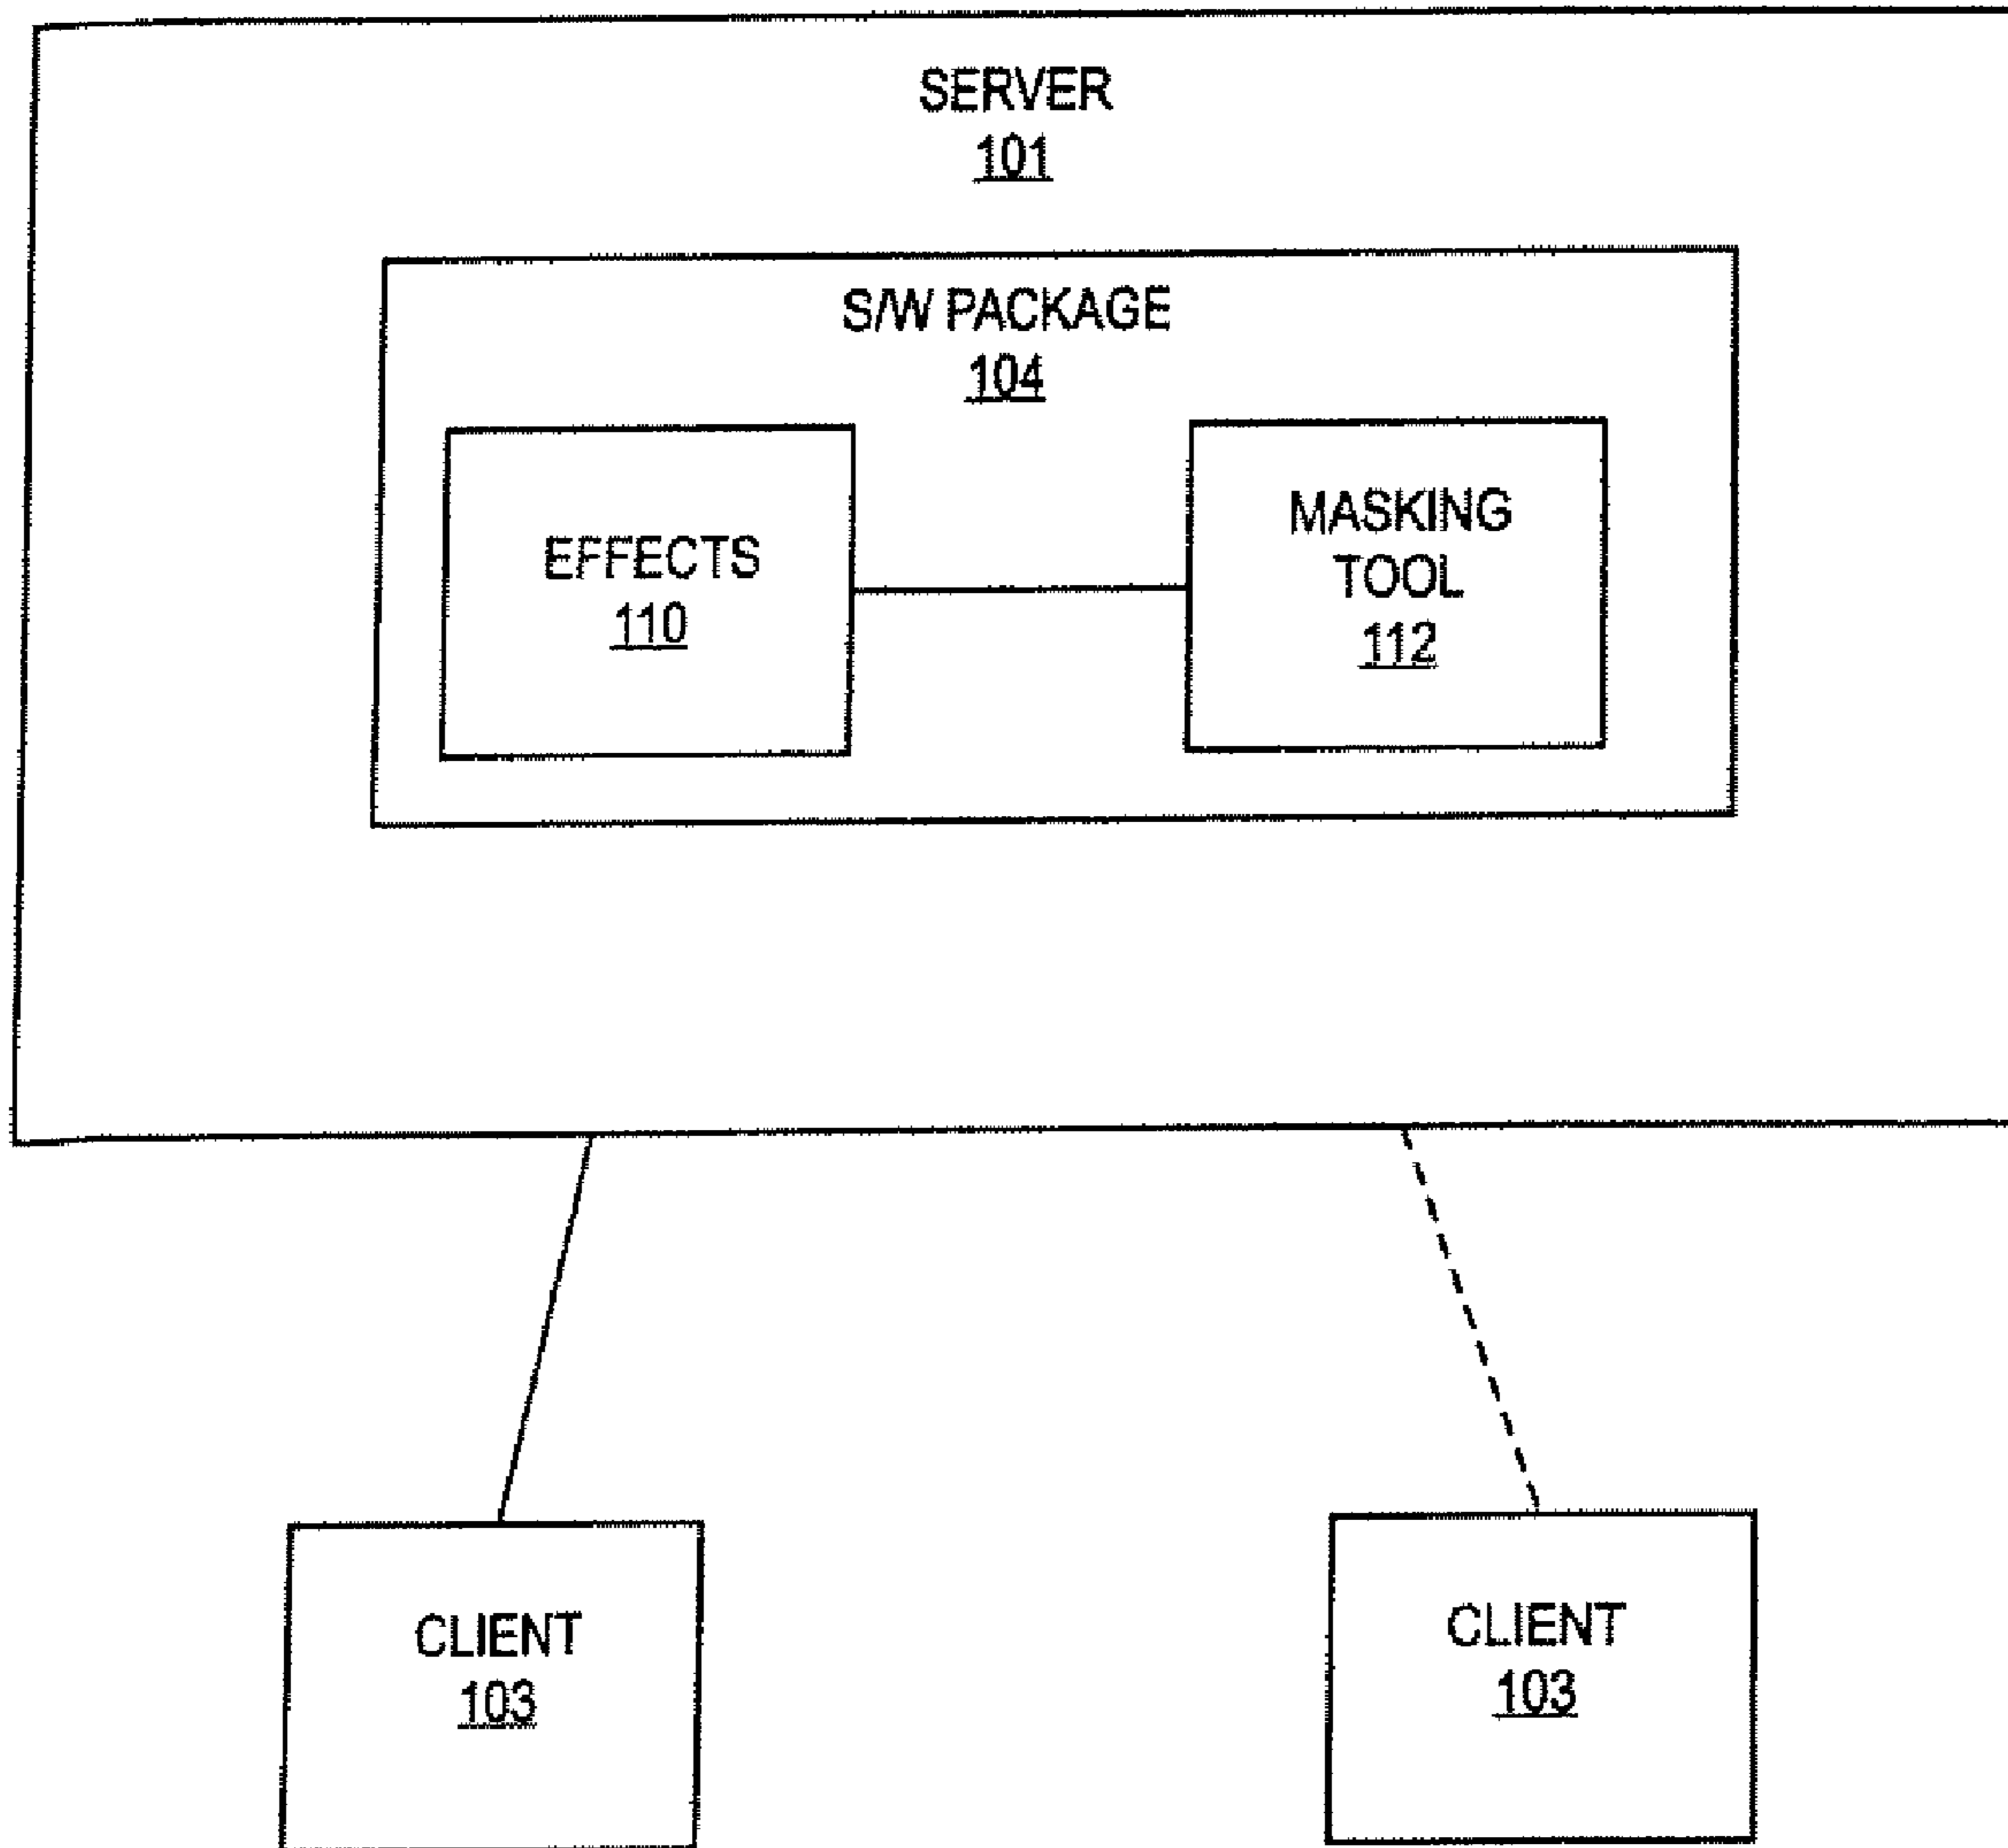 SERVER
101
S/W PACKAGE
104
EFFECTS
110
MASKING
TOOL
112
CLIENT
103
CLIENT
103